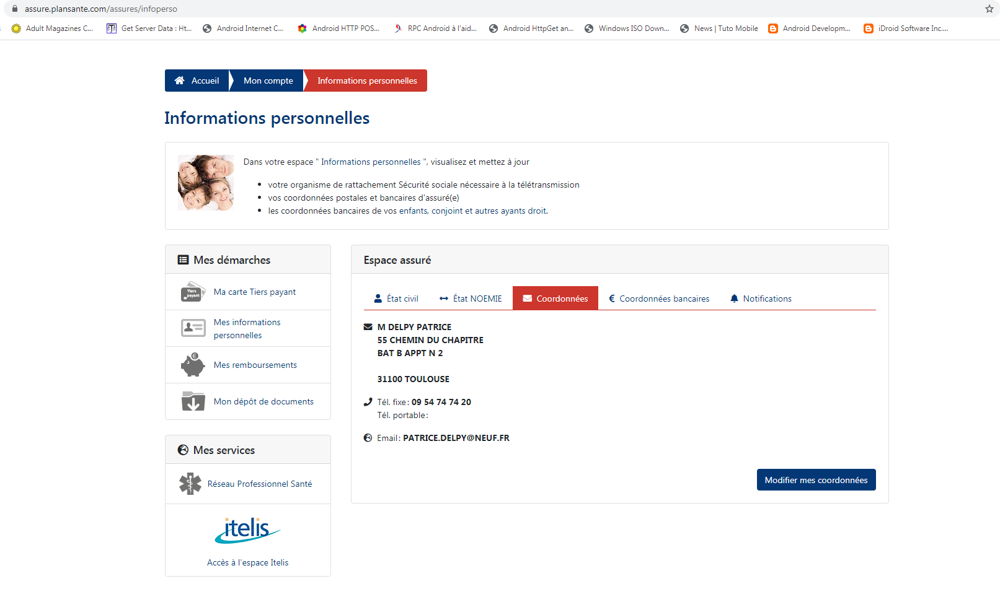 assure.plansante.com/assures/infoperso
Adult Magazines C... Get Server Data : Ht... Android Internet C... Android HTTP POS... RPC Android à l'aid... Android HttpGet an... Windows ISO Down... News | Tuto Mobile Android Developm... iDroid Software Inc....
Accueil Mon compte Informations personnelles
Informations personnelles
Dans votre espace " Informations personnelles ", visualisez et mettez à jour
votre organisme de rattachement Sécurité sociale nécessaire à la télétransmission
vos coordonnées postales et bancaires d'assuré(e)
les coordonnées bancaires de vos enfants, conjoint et autres ayants droit.
Mes démarches
Tiers
payant
Ma carte Tiers payant
Mes informations
personnelles
Mes remboursements
Mon dépôt de documents
Mes services
Réseau Professionnel Santé
itelis
Accès à l'espace Itelis
Espace assuré
État civil État NOEMIE Coordonnées € Coordonnées bancaires Notifications
M DELPY PATRICE
55 CHEMIN DU CHAPITRE
BAT B APPT N 2
31100 TOULOUSE
Tél. fixe : 09 54 74 74 20
Tél. portable :
Email : PATRICE.DELPY@NEUF.FR
Modifier mes coordonnées